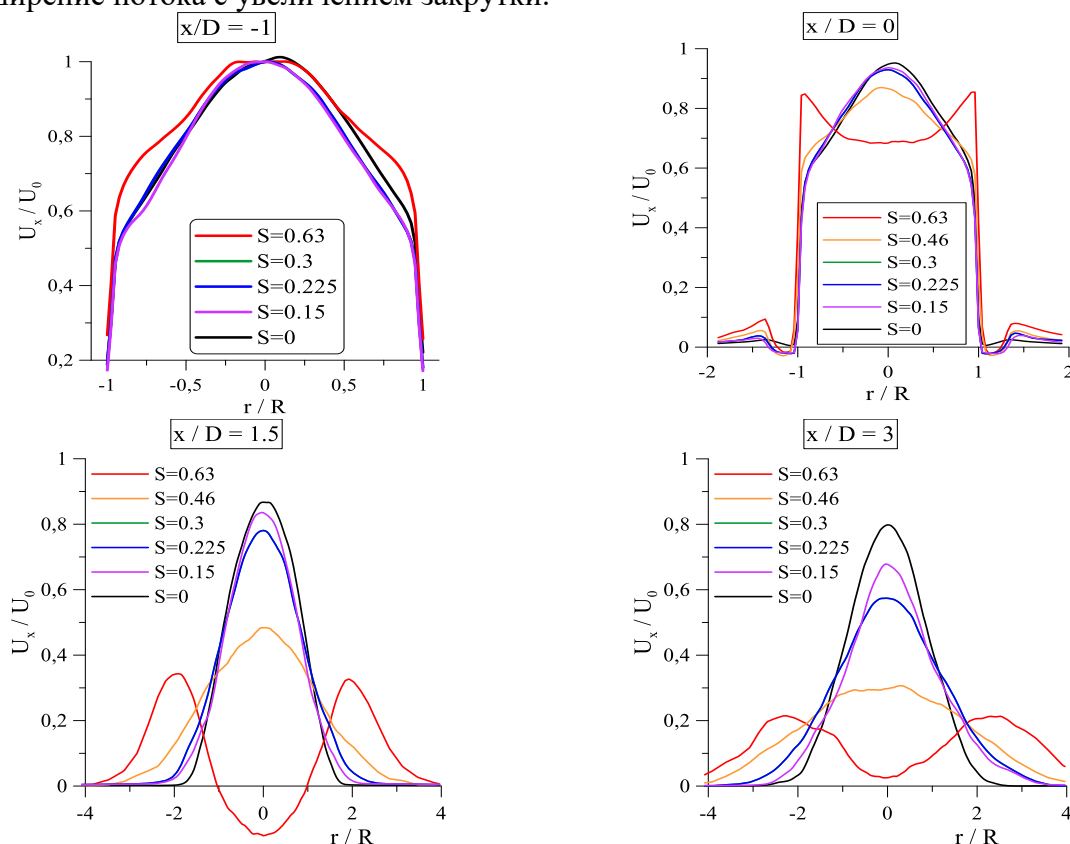 ширение потока с увеличением закрутки.
x/D = -1
1
0,8
0,6
0,4
0,2
U_x / U_0
S=0.63
S=0.3
S=0.225
S=0.15
S=0
-1
-0,5
0
0,5
1
r / R
x / D = 0
1
0,8
0,6
0,4
0,2
0
U_x / U_0
S=0.63
S=0.46
S=0.3
S=0.225
S=0.15
S=0
-2
-1
0
1
2
r / R
x / D = 1.5
1
0,8
0,6
0,4
0,2
0
U_x / U_0
S=0.63
S=0.46
S=0.3
S=0.225
S=0.15
S=0
-4
-2
0
2
4
r / R
x / D = 3
1
0,8
0,6
0,4
0,2
0
U_x / U_0
S=0.63
S=0.46
S=0.3
S=0.225
S=0.15
S=0
-4
-2
0
2
4
r / R